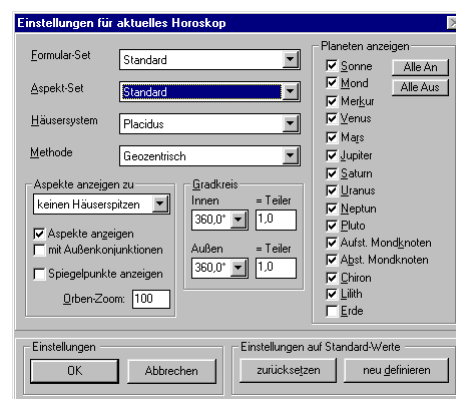 Einstellungen für aktuelles Horoskop
Formular-Set
Standard
Aspekt-Set
Standard
Häusersystem
Placidus
Methode
Geozentrisch
Aspekte anzeigen zu
keinen Häuserspitzen
Aspekte anzeigen
mit Außenkonjunktionen
Spiegelpunkte anzeigen
Orben-Zoom: 100
Gradkreis
Innen = Teiler
360,0° 1,0
Außen = Teiler
360,0° 1,0
Planeten anzeigen
Sonne
Mond
Merkur
Venus
Mars
Jupiter
Saturn
Uranus
Neptun
Pluto
Aufst. Mondknoten
Abst. Mondknoten
Chiron
Lilith
Erde
Alle An
Alle Aus
Einstellungen
OK
Abbrechen
Einstellungen auf Standard-Werte
zurücksetzen
neu definieren